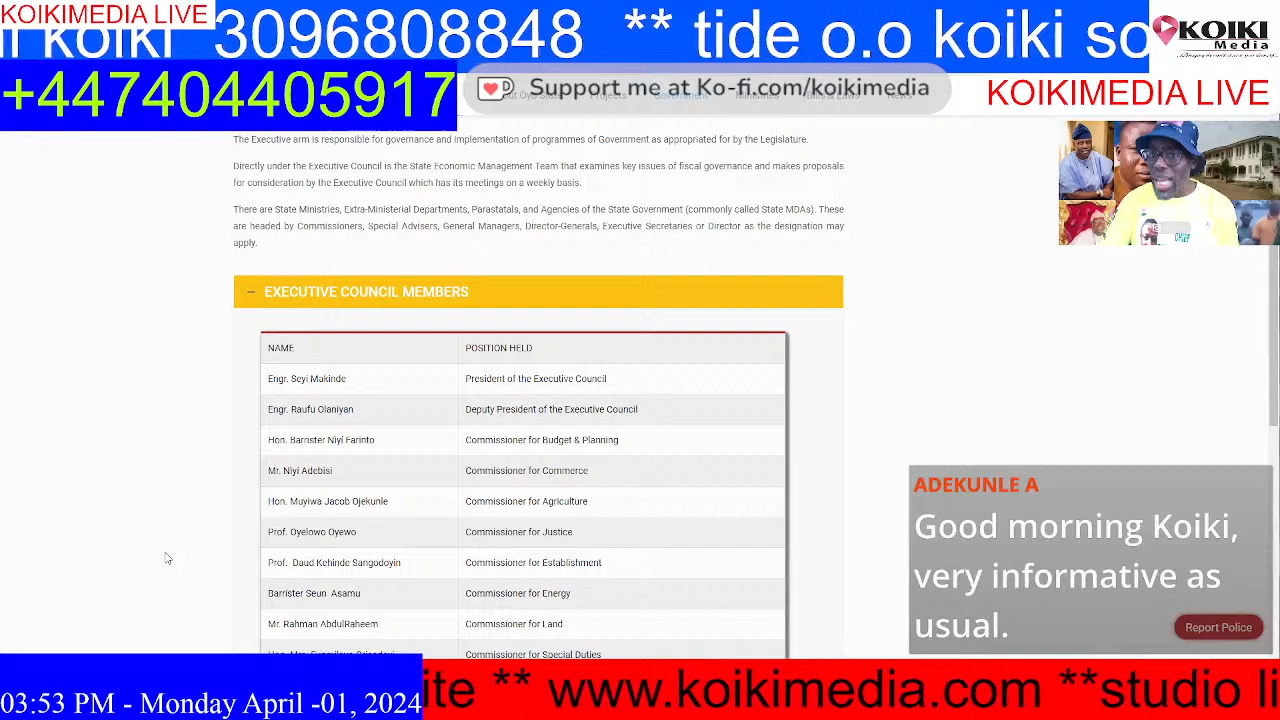 KOIKIMEDIA LIVE
koiki 3096808848 ** tide o.o koiki so
KOIKI
Media
+447404405917
Support me at Ko-fi.com/koikimedia
KOIKIMEDIA LIVE
Projects Government Ministries Bills & Laws News
The Executive arm is responsible for governance and implementation of programmes of Government as appropriated for by the Legislature.
Directly under the Executive Council is the State Economic Management Team that examines key issues of fiscal governance and makes proposals
for consideration by the Executive Council which has its meetings on a weekly basis.
There are State Ministries, Extra-Ministerial Departments, Parastatals, and Agencies of the State Government (commonly called State MDAs). These
are headed by Commissioners, Special Advisers, General Managers, Director-Generals, Executive Secretaries or Director as the designation may
apply.
CHIEF
– EXECUTIVE COUNCIL MEMBERS
NAME POSITION HELD
Engr. Seyi Makinde President of the Executive Council
Engr. Raufu Olaniyan Deputy President of the Executive Council
Hon. Barrister Niyi Farinto Commissioner for Budget & Planning
Mr. Niyi Adebisi Commissioner for Commerce
Hon. Muyiwa Jacob Ojekunle Commissioner for Agriculture
Prof. Oyelowo Oyewo Commissioner for Justice
Prof. Daud Kehinde Sangodoyin Commissioner for Establishment
Barrister Seun Asamu Commissioner for Energy
Mr. Rahman AbdulRaheem Commissioner for Land
Commissioner for Special Duties
ADEKUNLE A
Good morning Koiki,
very informative as
usual.
Report Police
03:53 PM - Monday April -01, 2024
ite ** www.koikimedia.com **studio li